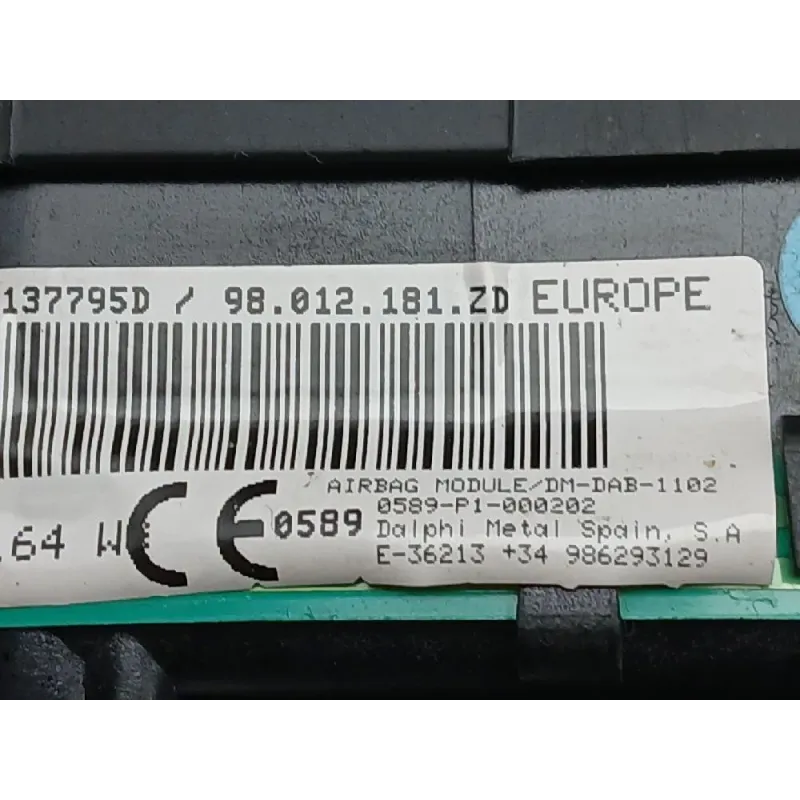 137795D / 98.012.181.ZD EUROPE
AIRBAG MODULE/DM-DAB-1102
0589-P1-000202
Dalphi Metal Spain, S.A
E-36213 +34 986293129
.64 W CE 0589